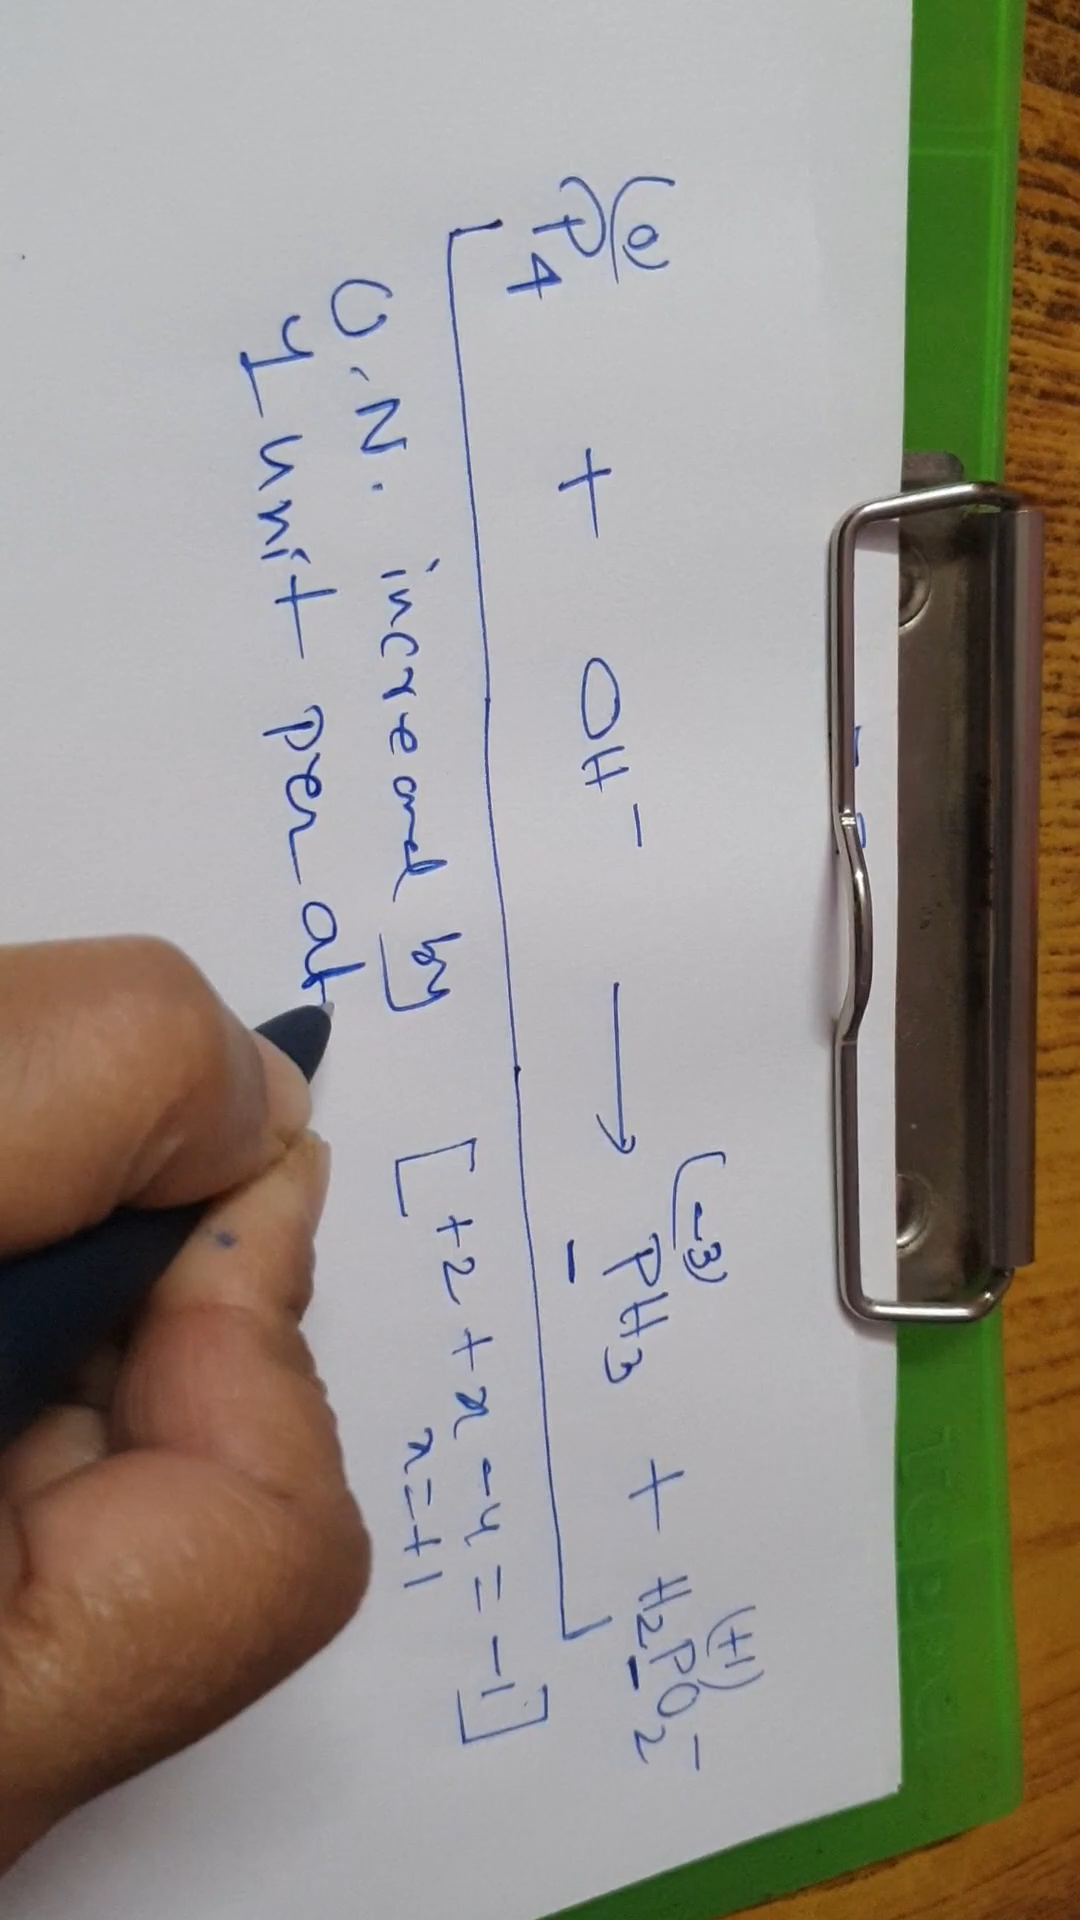 (0) (-3) (+1)
P4 + OH⁻ → PH3 + H2PO2⁻
O.N. increased by [+2 + x - 4 = -1]
1 unit per at x = +1